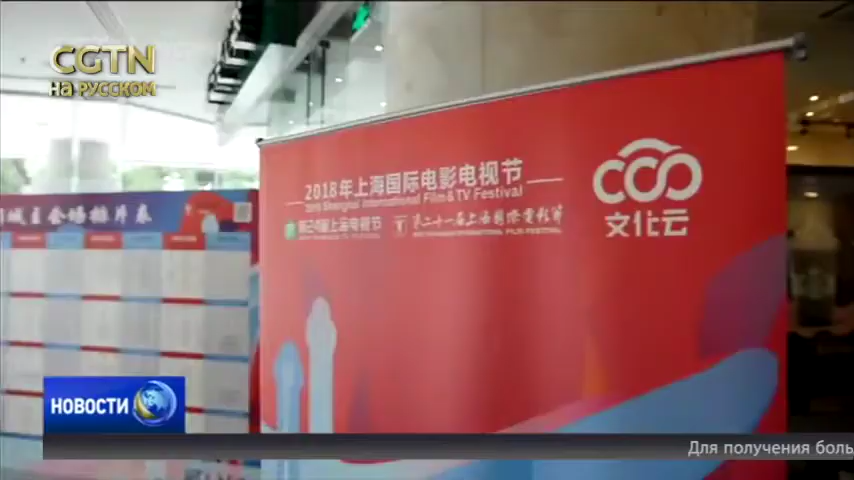 CGTN
на русском
2018年上海国际电影电视节
2018 Shanghai International Film & TV Festival
第二十一届上海国际电影节
文化云
НОВОСТИ
Для получения боль